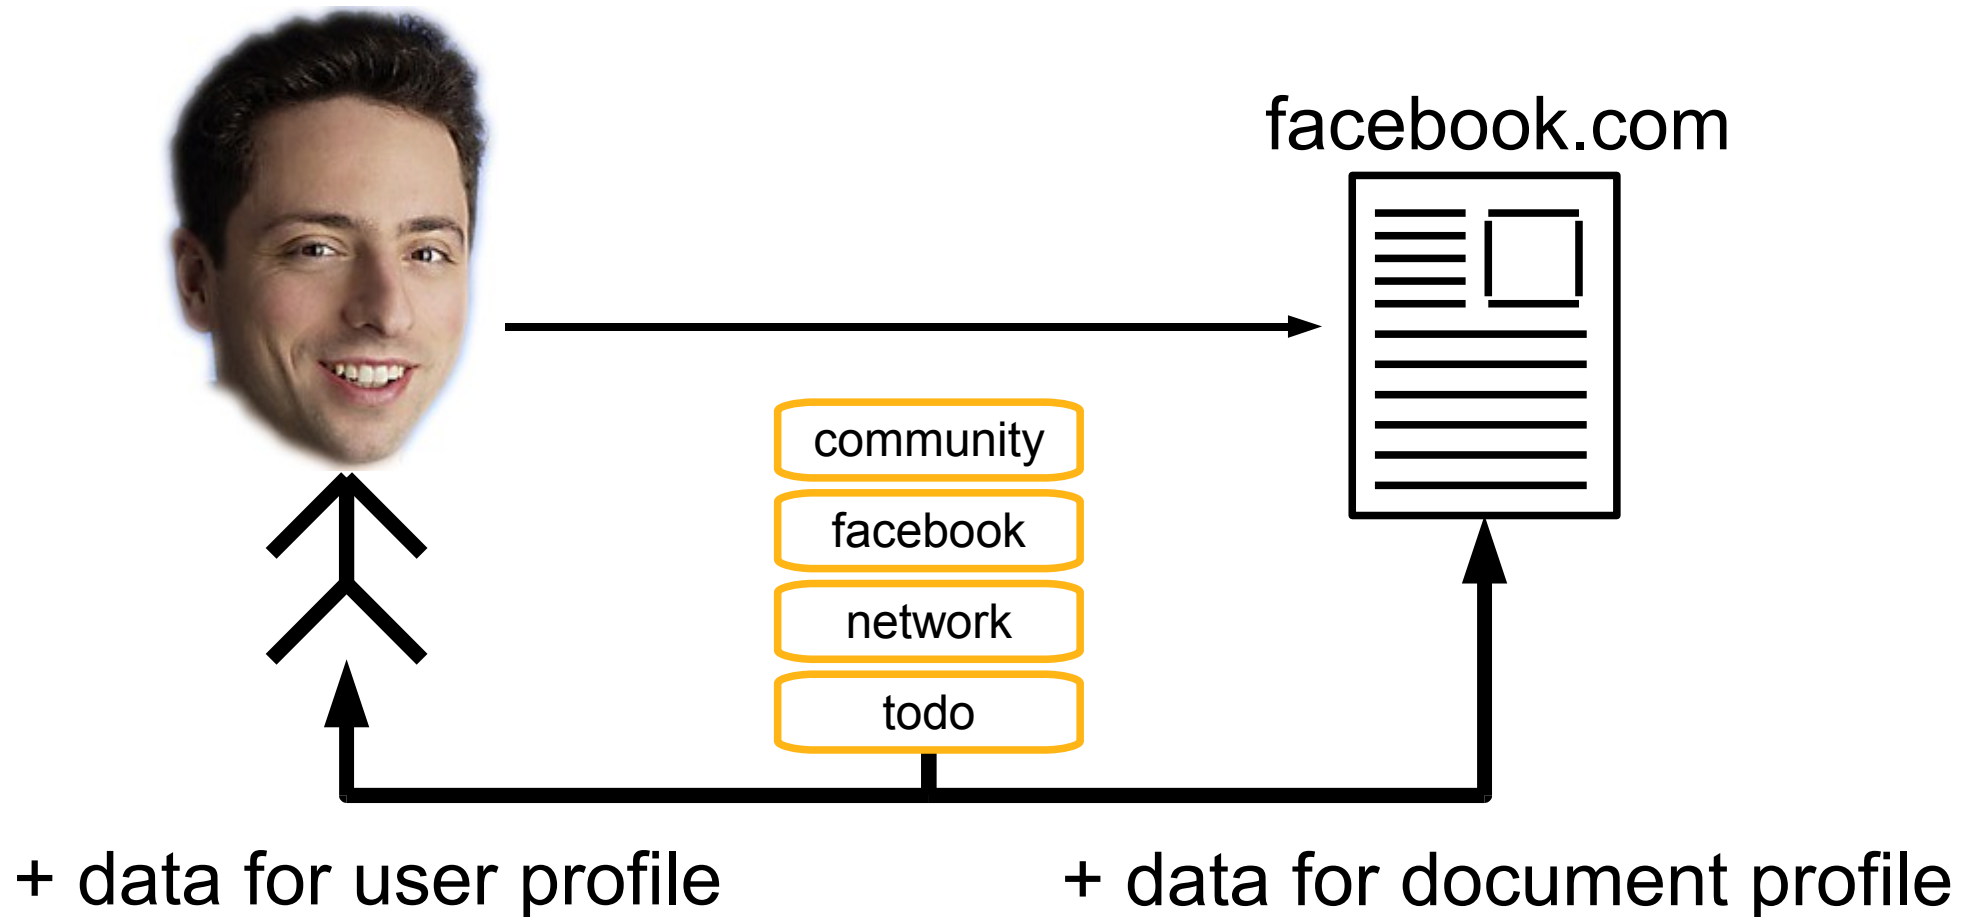 facebook.com
community
facebook
network
todo
+ data for user profile
+ data for document profile